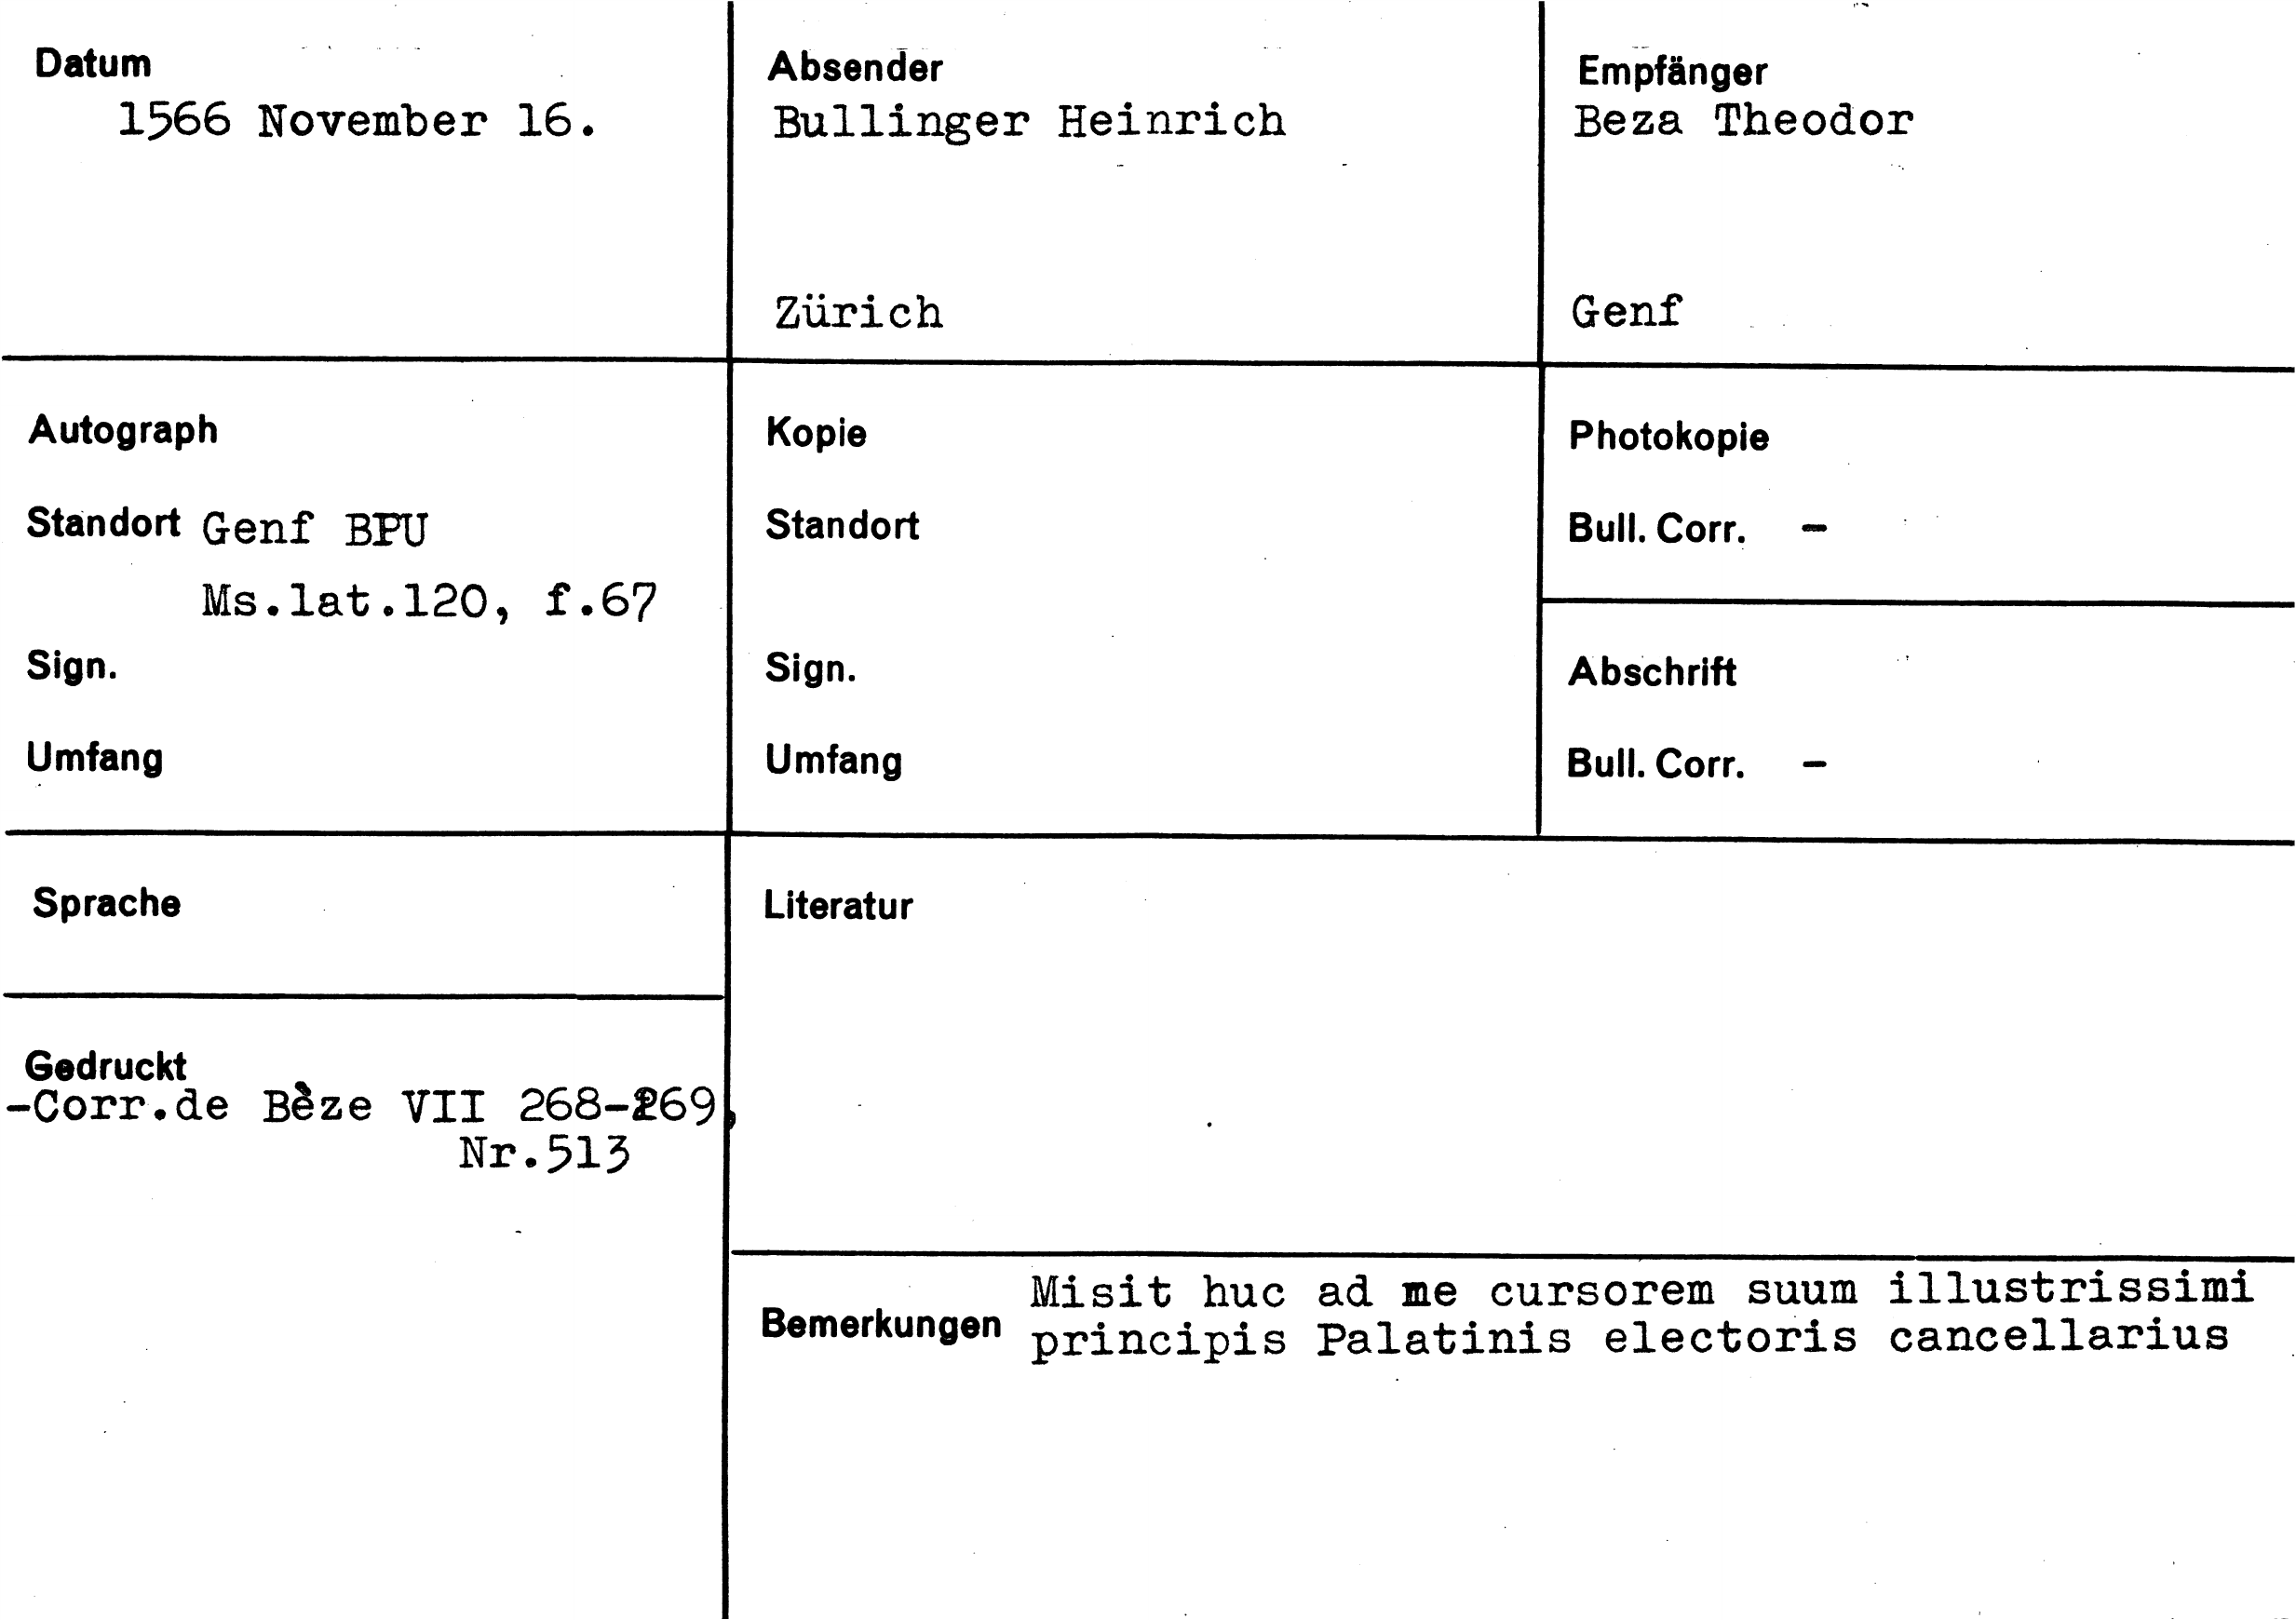 Datum
1566 November 16.
Absender
Bullinger Heinrich
Zürich
Empfänger
Beza Theodor
Genf
Autograph
Standort Genf BPU
Ms.lat.120, f.67
Sign.
Umfang
Kopie
Standort
Sign.
Umfang
Photokopie
Bull. Corr. -
Abschrift
Bull. Corr. -
Sprache
Gedruckt
-Corr.de Bèze VII 268-269,
Nr.513
Literatur
Bemerkungen Misit huc ad me cursorem suum illustrissimi
principis Palatinis electoris cancellarius